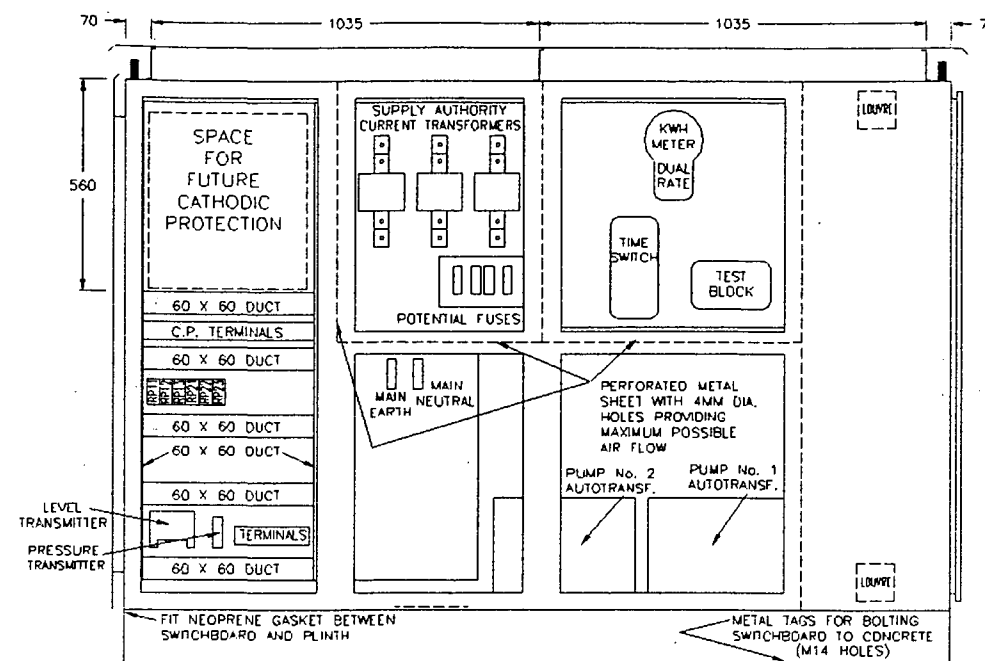 70
1035
1035
7
560
SPACE
FOR
FUTURE
CATHODIC
PROTECTION
SUPPLY AUTHORITY
CURRENT TRANSFORMERS
POTENTIAL FUSES
KWH
METER
DUAL
RATE
TIME
SWITCH
TEST
BLOCK
LOUVRE
60 X 60 DUCT
C.P. TERMINALS
60 X 60 DUCT
60 X 60 DUCT
60 X 60 DUCT
60 X 60 DUCT
TERMINALS
60 X 60 DUCT
LEVEL
TRANSMITTER
PRESSURE
TRANSMITTER
MAIN
EARTH
MAIN
NEUTRAL
PERFORATED METAL
SHEET WITH 4MM DIA.
HOLES PROVIDING
MAXIMUM POSSIBLE
AIR FLOW
PUMP No. 2
AUTOTRANSF.
PUMP No. 1
AUTOTRANSF.
LOUVRE
FIT NEOPRENE GASKET BETWEEN
SWITCHBOARD AND PLINTH
METAL TAGS FOR BOLTING
SWITCHBOARD TO CONCRETE
(M14 HOLES)